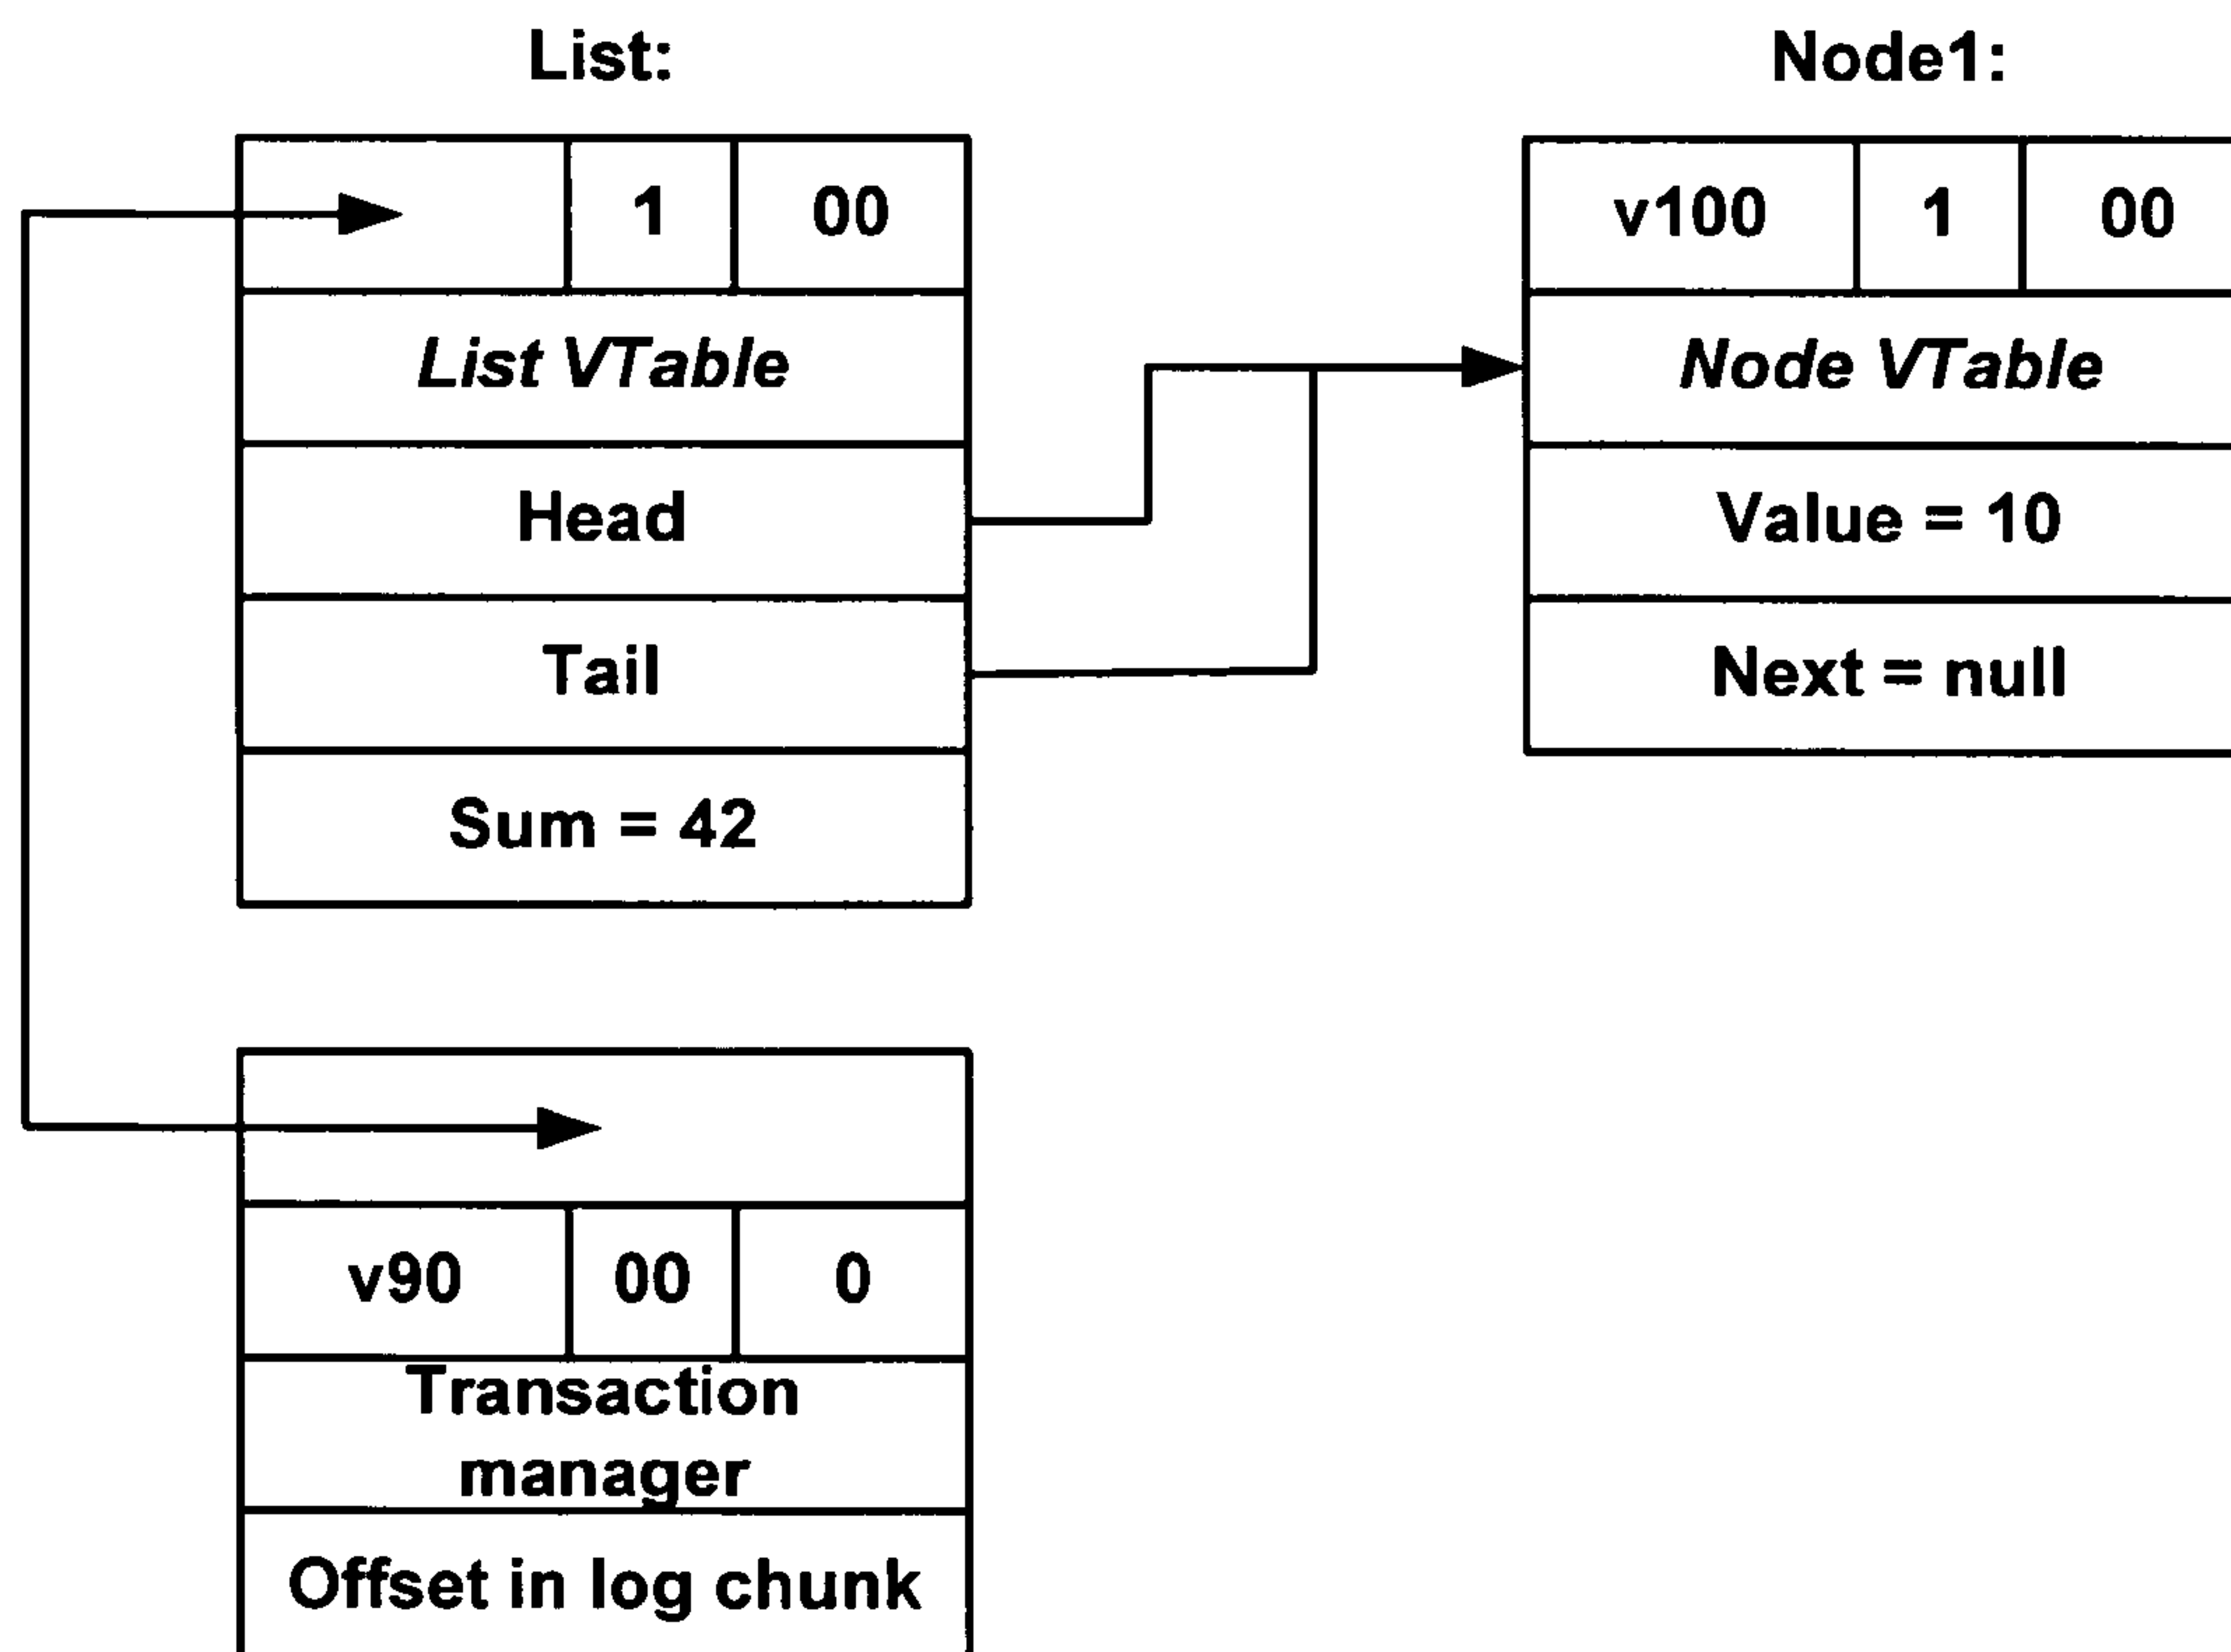 List:
1
00
List VTable
Head
Tail
Sum = 42
Node1:
v100
1
00
Node VTable
Value = 10
Next = null
v90
00
0
Transaction
manager
Offset in log chunk